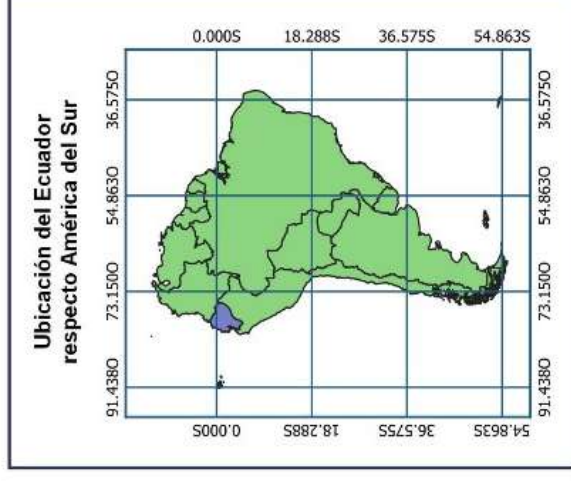 Ubicación del Ecuador
respecto América del Sur
0.000S 18.288S 36.575S 54.863S
36.575O
54.863O
73.150O
91.438O
36.575O
54.863O
73.150O
91.438O
0.000S 18.288S 36.575S 54.863S